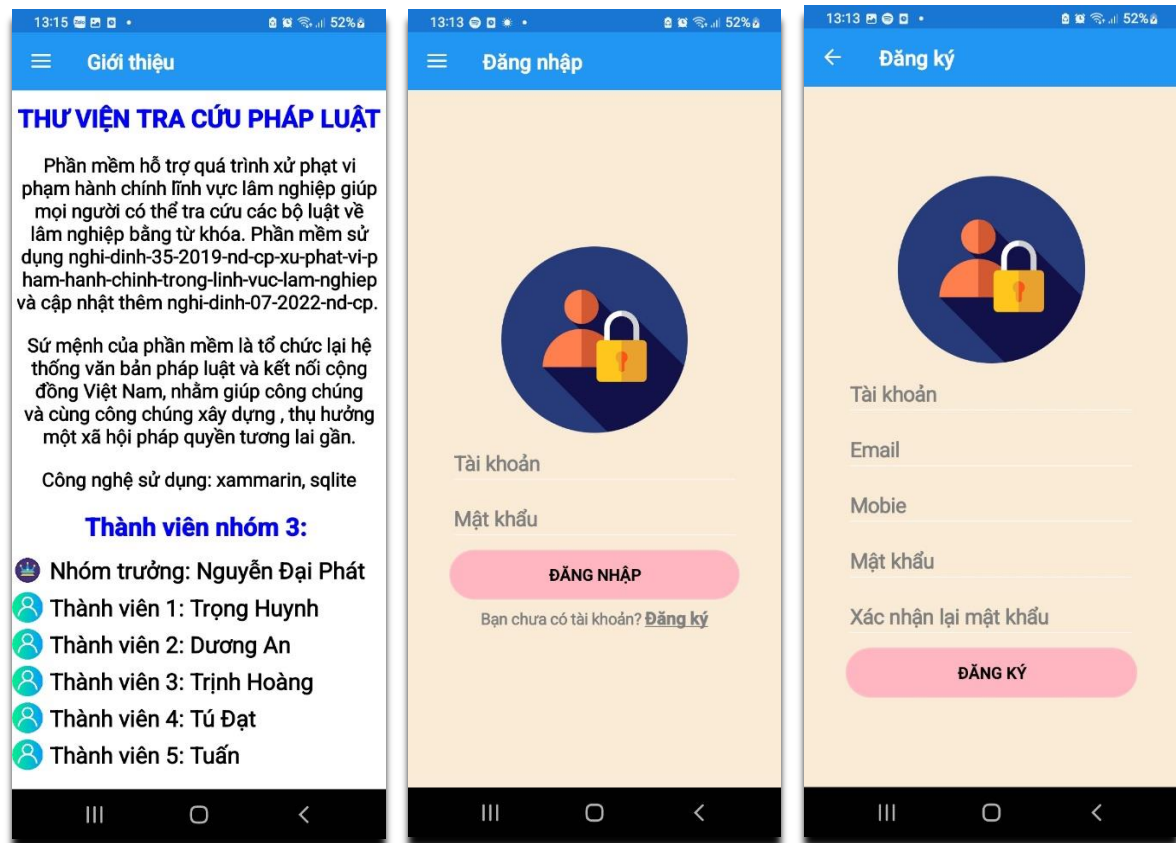 13:15
52%
Giới thiệu
THƯ VIỆN TRA CỨU PHÁP LUẬT
Phần mềm hỗ trợ quá trình xử phạt vi
phạm hành chính lĩnh vực lâm nghiệp giúp
mọi người có thể tra cứu các bộ luật về
lâm nghiệp bằng từ khóa. Phần mềm sử
dụng nghi-dinh-35-2019-nd-cp-xu-phat-vi-p
ham-hanh-chinh-trong-linh-vuc-lam-nghiep
và cập nhật thêm nghi-dinh-07-2022-nd-cp.
Sứ mệnh của phần mềm là tổ chức lại hệ
thống văn bản pháp luật và kết nối cộng
đồng Việt Nam, nhằm giúp công chúng
và cùng công chúng xây dựng , thụ hưởng
một xã hội pháp quyền tương lai gần.
Công nghệ sử dụng: xammarin, sqlite
Thành viên nhóm 3:
Nhóm trưởng: Nguyễn Đại Phát
Thành viên 1: Trọng Huynh
Thành viên 2: Dương An
Thành viên 3: Trịnh Hoàng
Thành viên 4: Tú Đạt
Thành viên 5: Tuấn
13:13
52%
Đăng nhập
Tài khoản
Mật khẩu
ĐĂNG NHẬP
Bạn chưa có tài khoản? Đăng ký
13:13
52%
Đăng ký
Tài khoản
Email
Mobie
Mật khẩu
Xác nhận lại mật khẩu
ĐĂNG KÝ